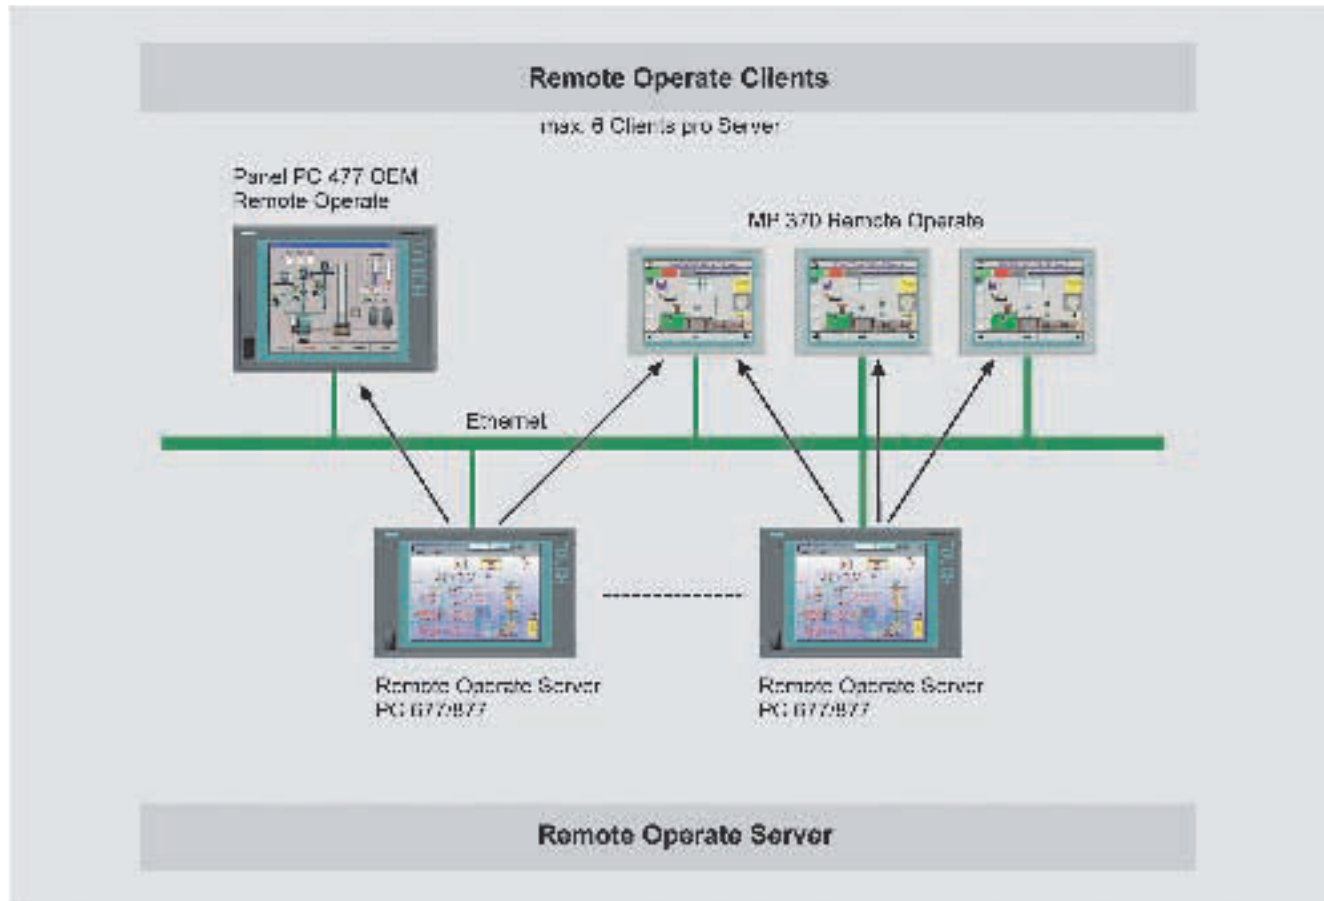 Remote Operate Clients
max. 6 Clients pro Server
Panel PC 477 OEM
Remote Operate
MP 370 Remote Operate
Ethernet
Remote Operate Server
PC 677/877
Remote Operate Server
PC 677/877
Remote Operate Server